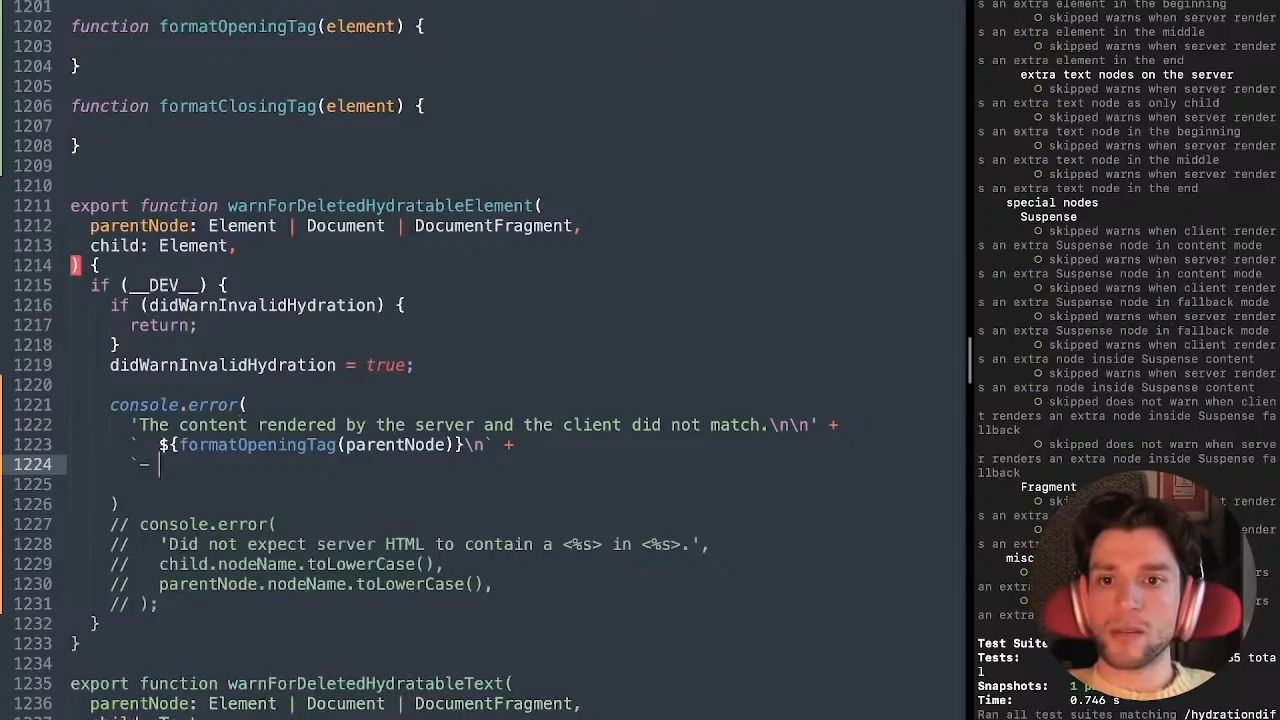 1201
1202 function formatOpeningTag(element) {
1203
1204 }
1205
1206 function formatClosingTag(element) {
1207
1208 }
1209
1210
1211 export function warnForDeletedHydratableElement(
1212 parentNode: Element | Document | DocumentFragment,
1213 child: Element,
1214 ) {
1215 if (__DEV__) {
1216 if (didWarnInvalidHydration) {
1217 return;
1218 }
1219 didWarnInvalidHydration = true;
1220
1221 console.error(
1222 'The content rendered by the server and the client did not match.\n\n' +
1223 `  ${formatOpeningTag(parentNode)}\n` +
1224 `–
1225
1226 )
1227 // console.error(
1228 //   'Did not expect server HTML to contain a <%s> in <%s>.',
1229 //   child.nodeName.toLowerCase(),
1230 //   parentNode.nodeName.toLowerCase(),
1231 // );
1232 }
1233 }
1234
1235 export function warnForDeletedHydratableText(
1236 parentNode: Element | Document | DocumentFragment,
s an extra element in the beginning
○ skipped warns when server render
s an extra element in the middle
○ skipped warns when server render
s an extra element in the end
extra text nodes on the server
○ skipped warns when server render
s an extra text node as only child
○ skipped warns when server render
s an extra text node in the beginning
○ skipped warns when server render
s an extra text node in the middle
○ skipped warns when server render
s an extra text node in the end
special nodes
Suspense
○ skipped warns when client render
s an extra Suspense node in content mode
○ skipped warns when server render
s an extra Suspense node in content mode
○ skipped warns when client render
s an extra Suspense node in fallback mode
○ skipped warns when server render
s an extra Suspense node in fallback mode
○ skipped warns when client render
s an extra node inside Suspense content
○ skipped warns when server render
s an extra node inside Suspense content
○ skipped does not warn when clien
t renders an extra node inside Suspense fa
llback
○ skipped does not warn when serve
r renders an extra node inside Suspense fa
llback
Fragment
t render
s an extra
render
s an extra
misc
an extra
an extra
Test Suit
Tests: 55 tota
l
Snapshots: 1
Time: 0.746 s
Ran all test suites matching /hydrationdif